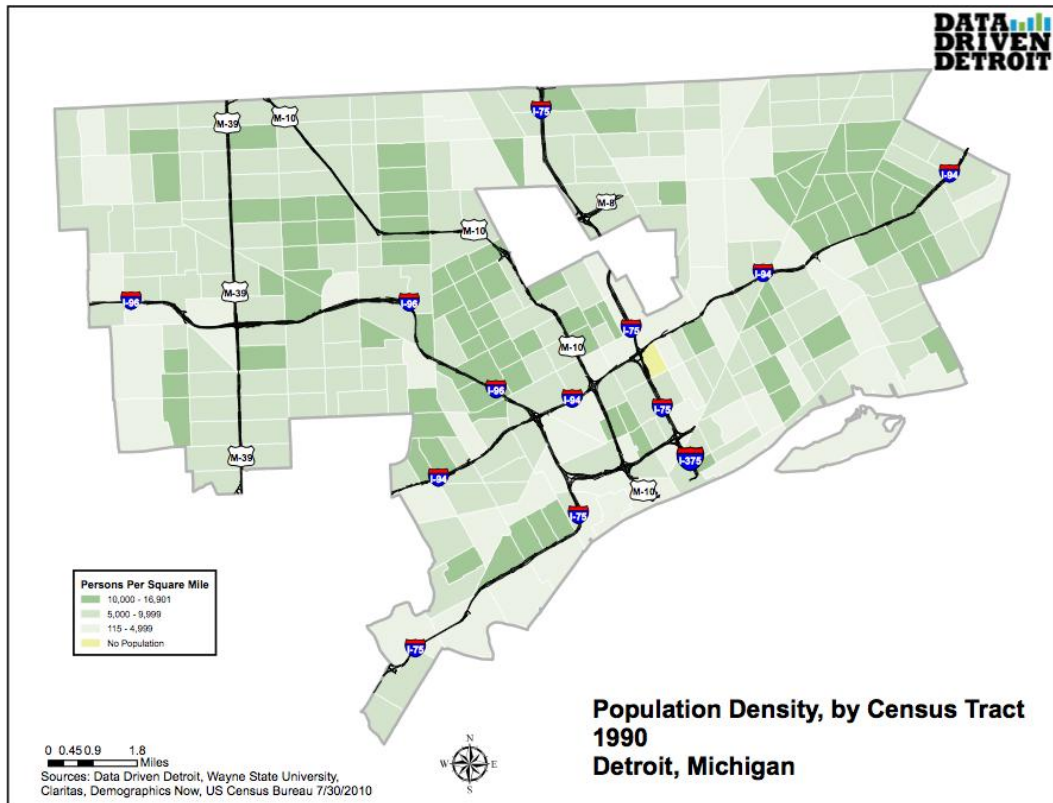 DATA
DRIVEN
DETROIT
M-39
M-10
I-75
I-94
M-8
M-10
I-94
I-96
M-39
I-96
I-75
M-10
I-96
I-94
I-75
M-39
I-94
I-375
M-10
I-75
I-75
Persons Per Square Mile
10,000 - 16,901
5,000 - 9,999
115 - 4,999
No Population
Population Density, by Census Tract
1990
Detroit, Michigan
0 0.45 0.9 1.8
Miles
Sources: Data Driven Detroit, Wayne State University,
Claritas, Demographics Now, US Census Bureau 7/30/2010
N
W E
S